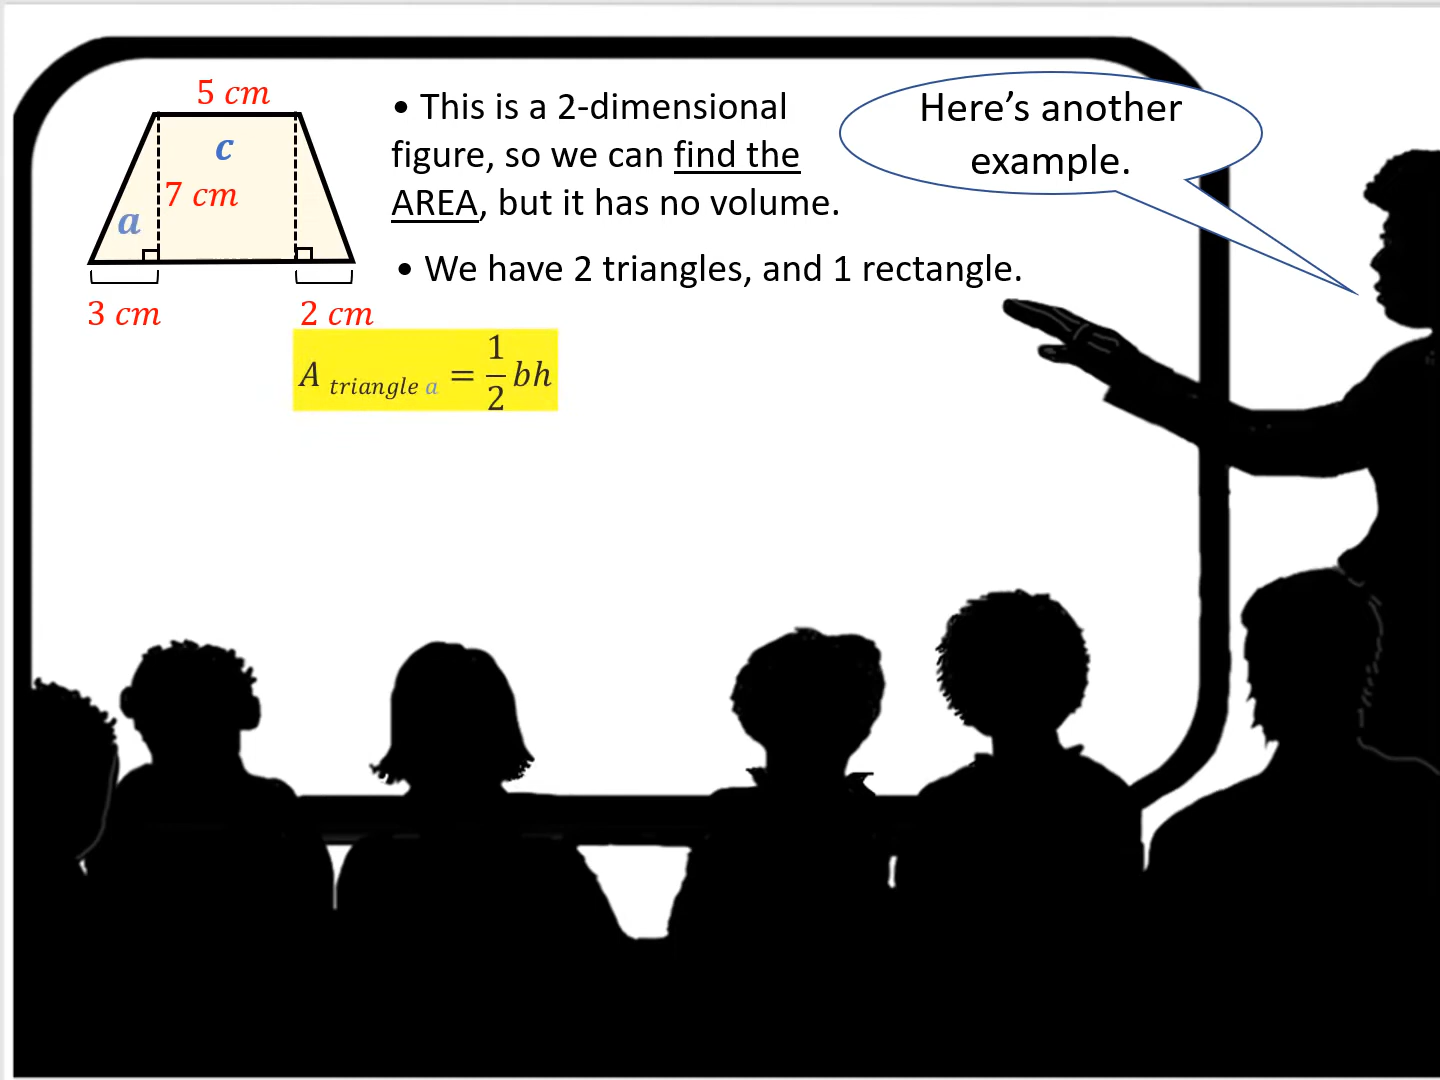 5 cm
c
7 cm
a
3 cm
2 cm
• This is a 2-dimensional
figure, so we can find the
AREA, but it has no volume.
• We have 2 triangles, and 1 rectangle.
A triangle a = 1/2 bh
Here’s another
example.